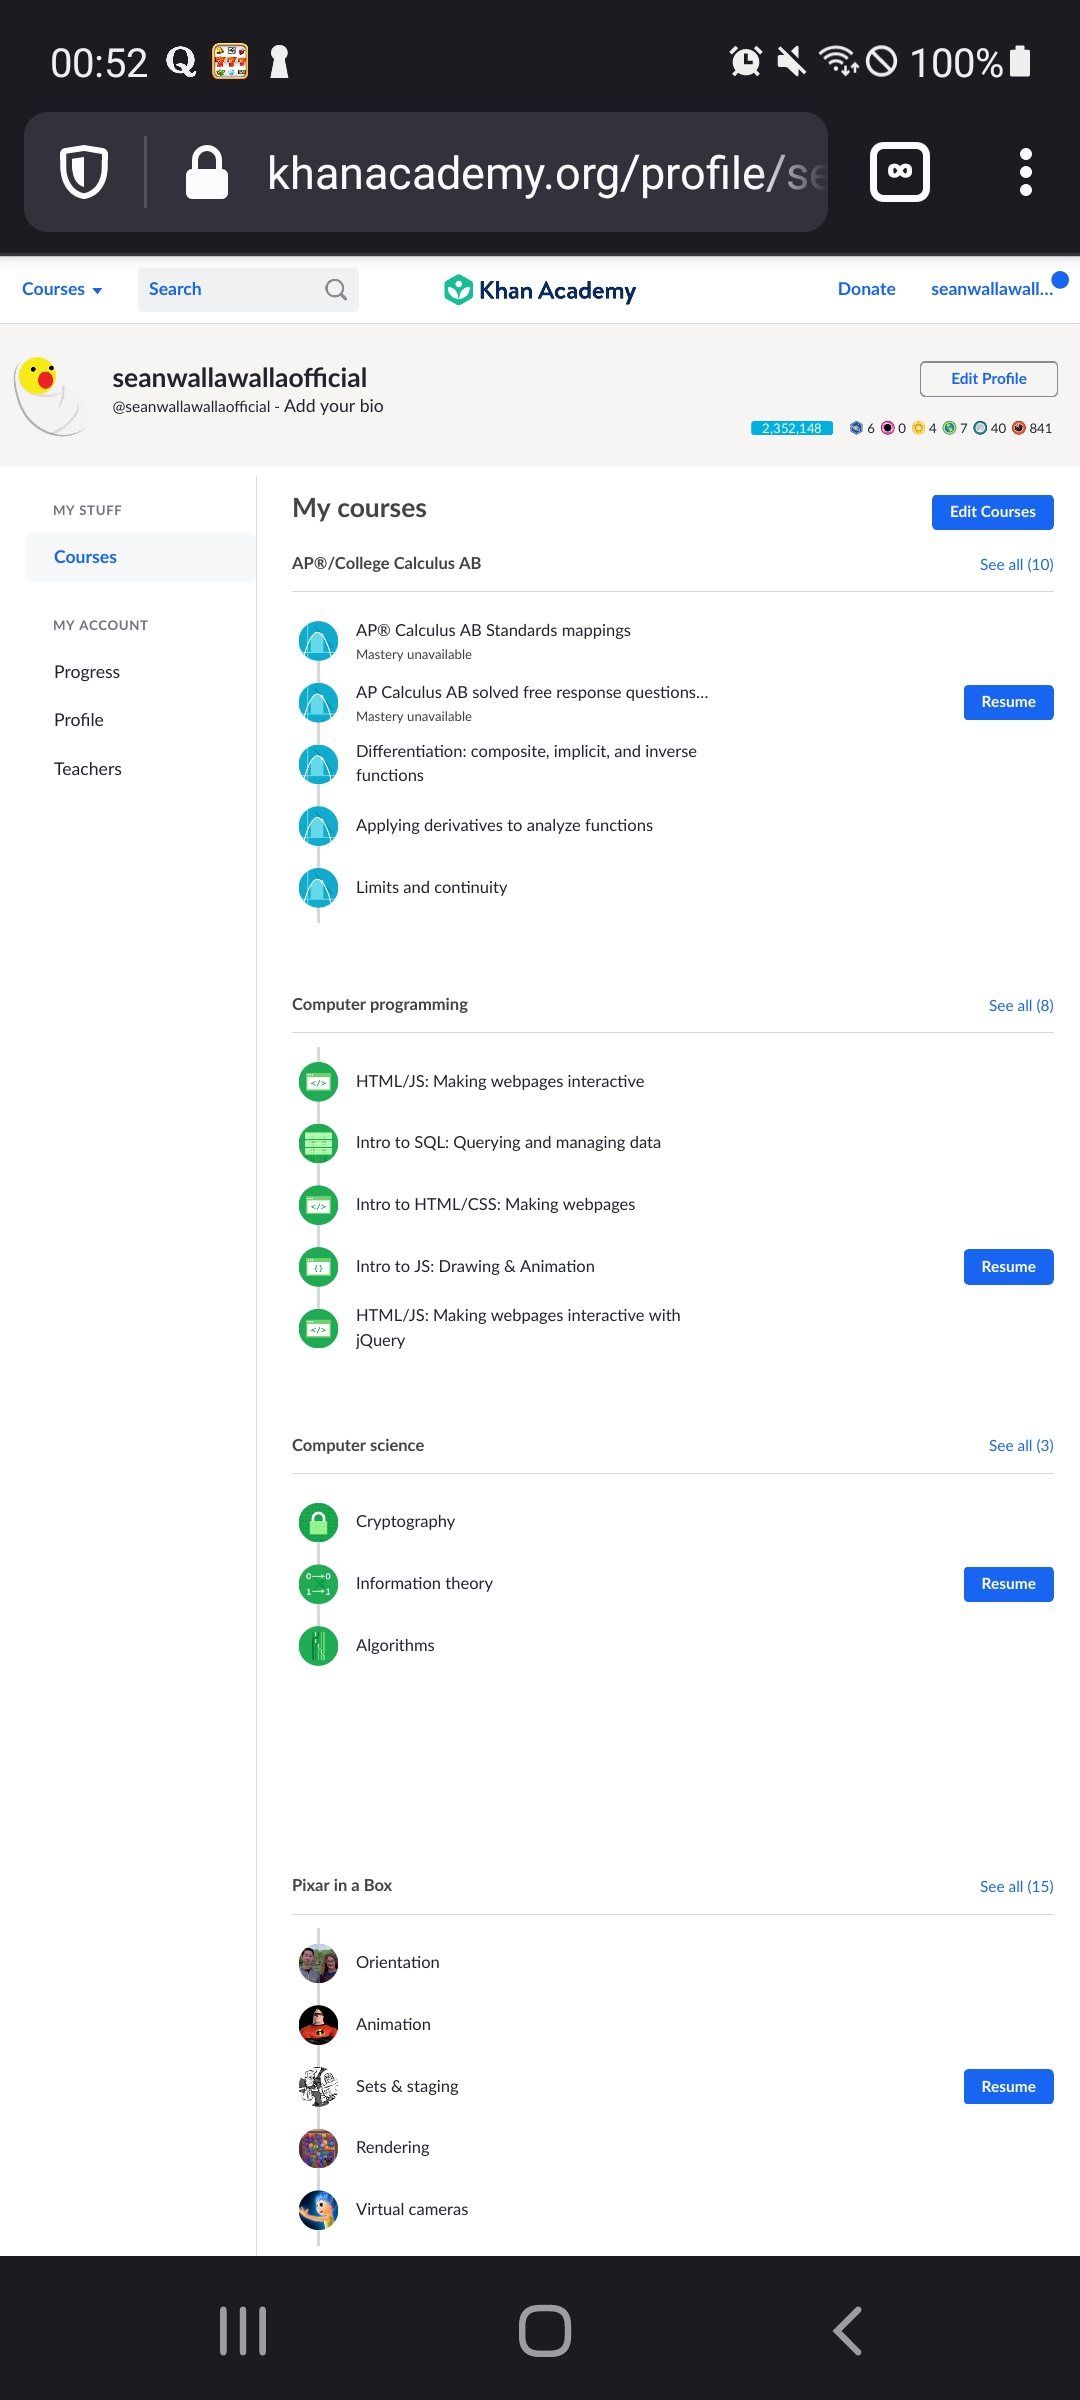 00:52
100%
khanacademy.org/profile/se
Courses
Search
Khan Academy
Donate
seanwallawall...
seanwallawallaofficial
@seanwallawallaofficial - Add your bio
Edit Profile
2,352,148 6 0 4 7 40 841
MY STUFF
Courses
MY ACCOUNT
Progress
Profile
Teachers
My courses
Edit Courses
AP®/College Calculus AB
See all (10)
AP® Calculus AB Standards mappings
Mastery unavailable
AP Calculus AB solved free response questions...
Mastery unavailable
Resume
Differentiation: composite, implicit, and inverse
functions
Applying derivatives to analyze functions
Limits and continuity
Computer programming
See all (8)
HTML/JS: Making webpages interactive
Intro to SQL: Querying and managing data
Intro to HTML/CSS: Making webpages
Intro to JS: Drawing & Animation
Resume
HTML/JS: Making webpages interactive with
jQuery
Computer science
See all (3)
Cryptography
Information theory
Resume
Algorithms
Pixar in a Box
See all (15)
Orientation
Animation
Sets & staging
Resume
Rendering
Virtual cameras